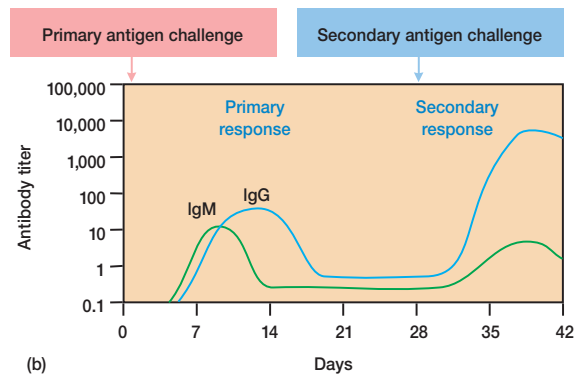 Primary antigen challenge
Secondary antigen challenge
100,000
10,000
1,000
100
10
1
0.1
Antibody titer
Primary
response
Secondary
response
IgM
IgG
0
7
14
21
28
35
42
(b)
Days